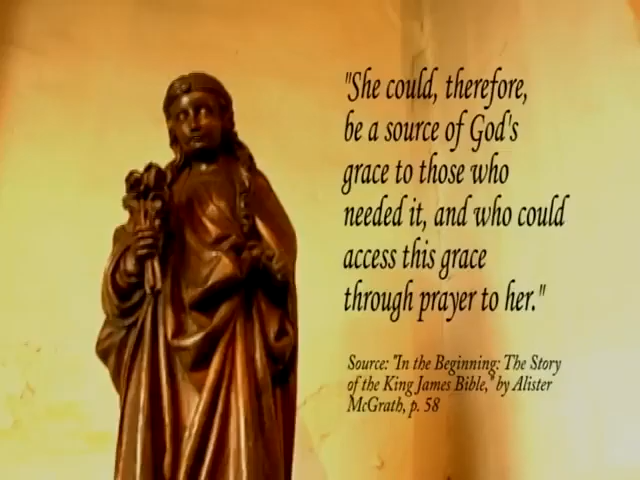 "She could, therefore,
be a source of God's
grace to those who
needed it, and who could
access this grace
through prayer to her."
Source: "In the Beginning: The Story
of the King James Bible," by Alister
McGrath, p. 58